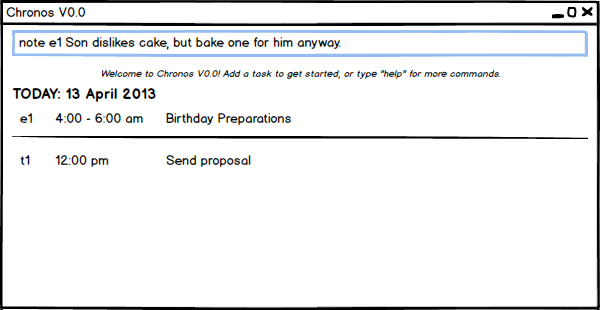 Chronos V0.0
note e1 Son dislikes cake, but bake one for him anyway.
Welcome to Chronos V0.0! Add a task to get started, or type "help" for more commands.
TODAY: 13 April 2013
e1 4:00 - 6:00 am Birthday Preparations
t1 12:00 pm Send proposal